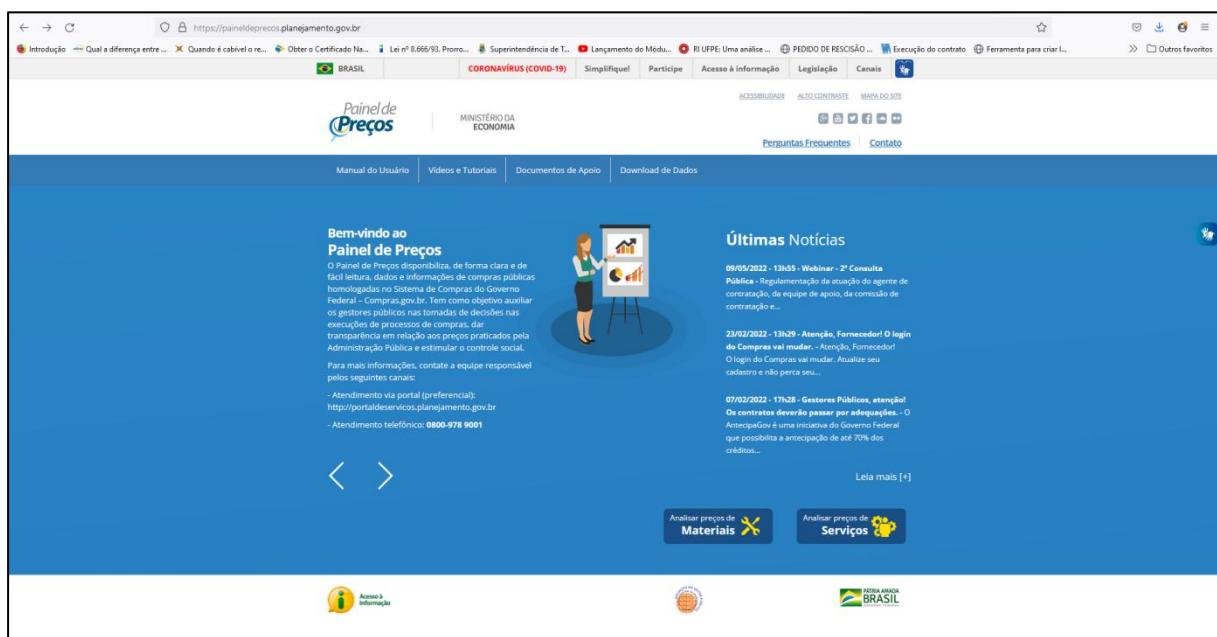 https://paineldeprecos.planejamento.gov.br
Introdução
Qual a diferença entre ...
Quando é cabível o re...
Obter o Certificado Na...
Lei nº 8.666/93. Prorro...
Superintendência de T...
Lançamento do Módu...
RI UFPE: Uma análise ...
PEDIDO DE RESCISÃO ...
Execução do contrato
Ferramenta para criar l...
Outros favoritos
BRASIL
CORONAVÍRUS (COVID-19)
Simplifique!
Participe
Acesso à informação
Legislação
Canais
ACESSIBILIDADE
ALTO CONTRASTE
MAPA DO SITE
Painel de
Preços
MINISTÉRIO DA
ECONOMIA
Perguntas Frequentes
Contato
Manual do Usuário
Vídeos e Tutoriais
Documentos de Apoio
Download de Dados
Bem-vindo ao
Painel de Preços
O Painel de Preços disponibiliza, de forma clara e de
fácil leitura, dados e informações de compras públicas
homologadas no Sistema de Compras do Governo
Federal – Compras.gov.br. Tem como objetivo auxiliar
os gestores públicos nas tomadas de decisões nas
execuções de processos de compras, dar
transparência em relação aos preços praticados pela
Administração Pública e estimular o controle social.
Para mais informações, contate a equipe responsável
pelos seguintes canais:
- Atendimento via portal (preferencial):
http://portaldeservicos.planejamento.gov.br
- Atendimento telefônico: 0800-978 9001
Últimas Notícias
09/05/2022 - 13h55 - Webinar - 2ª Consulta
Pública - Regulamentação da atuação do agente de
contratação, da equipe de apoio, da comissão de
contratação e...
23/02/2022 - 13h29 - Atenção, Fornecedor! O login
do Compras vai mudar. - Atenção, Fornecedor!
O login do Compras vai mudar. Atualize seu
cadastro e não perca seu...
07/02/2022 - 17h28 - Gestores Públicos, atenção!
Os contratos deverão passar por adequações. - O
AntecipaGov é uma iniciativa do Governo Federal
que possibilita a antecipação de até 70% dos
créditos...
Leia mais [+]
Analisar preços de
Materiais
Analisar preços de
Serviços
Acesso à
Informação
PÁTRIA AMADA
BRASIL